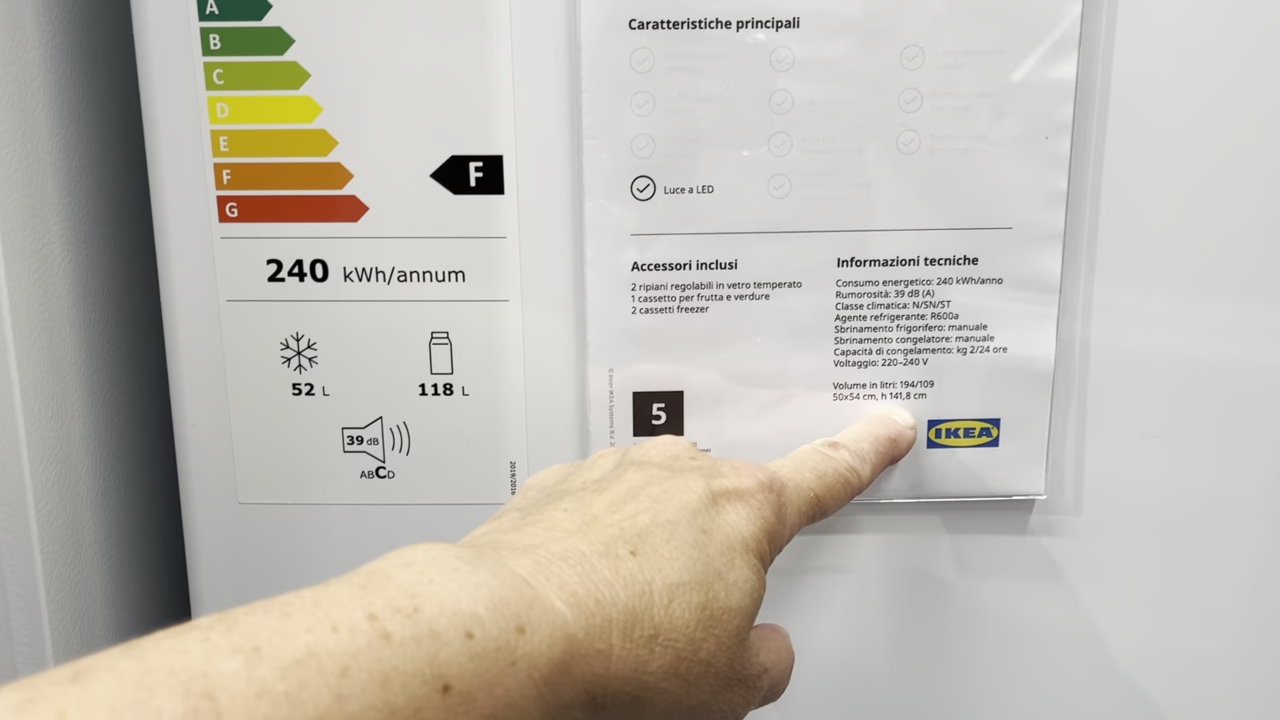 A
B
C
D
E
F
G
F
240 kWh/annum
52 L
118 L
39 dB
ABCD
2019/2016
Caratteristiche principali
Luce a LED
Accessori inclusi
2 ripiani regolabili in vetro temperato
1 cassetto per frutta e verdure
2 cassetti freezer
5
Informazioni tecniche
Consumo energetico: 240 kWh/anno
Rumorosità: 39 dB (A)
Classe climatica: N/SN/ST
Agente refrigerante: R600a
Sbrinamento frigorifero: manuale
Sbrinamento congelatore: manuale
Capacità di congelamento: kg 2/24 ore
Voltaggio: 220–240 V
Volume in litri: 194/109
50x54 cm, h 141,8 cm
IKEA